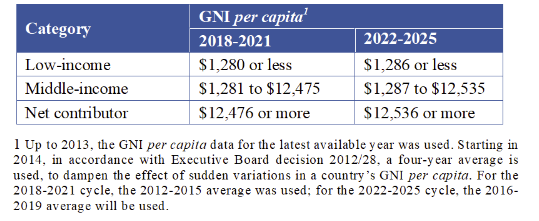 Category GNI per capita1
2018-2021 2022-2025
Low-income $1,280 or less $1,286 or less
Middle-income $1,281 to $12,475 $1,287 to $12,535
Net contributor $12,476 or more $12,536 or more
1 Up to 2013, the GNI per capita data for the latest available year was used. Starting in
2014, in accordance with Executive Board decision 2012/28, a four-year average is
used, to dampen the effect of sudden variations in a country's GNI per capita. For the
2018-2021 cycle, the 2012-2015 average was used; for the 2022-2025 cycle, the 2016-
2019 average will be used.